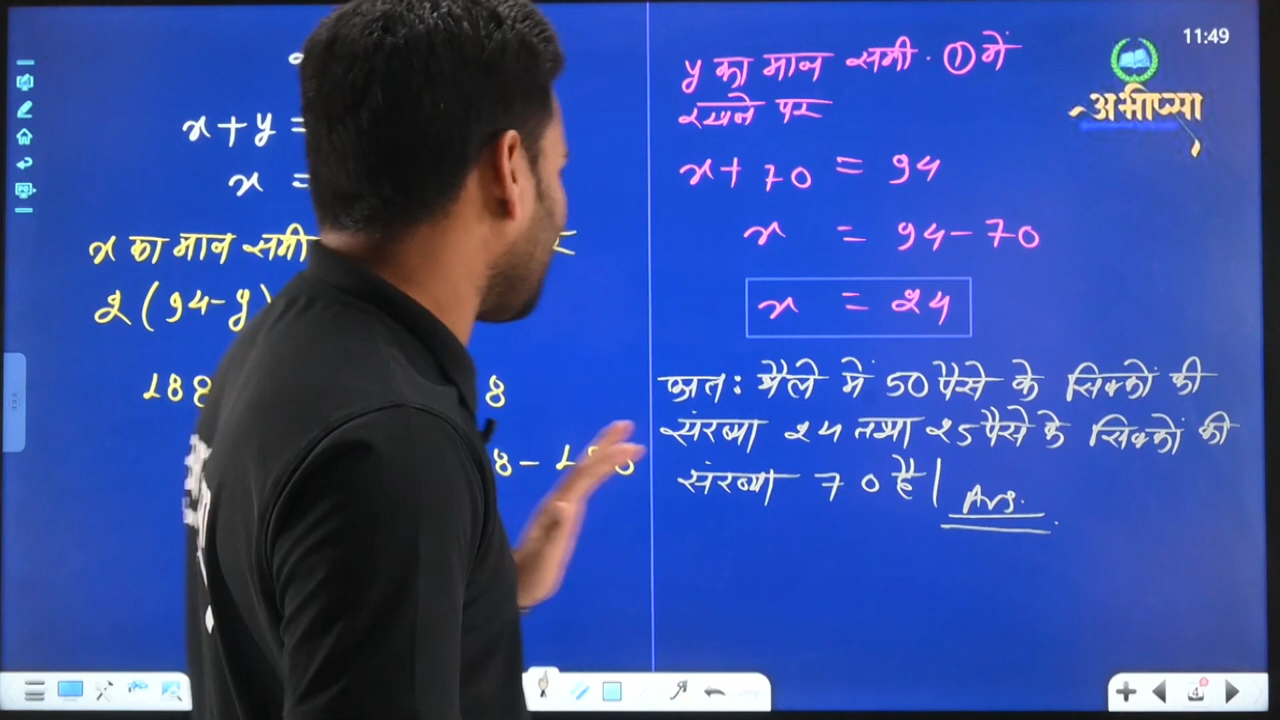 x + y =
x =
x का मान समी
2 ( 94 - y )
188
8
8 -
y का मान समी. ① में
रखने पर
x + 70 = 94
x = 94 - 70
x = 24
अतः थैले में 50 पैसे के सिक्कों की
संख्या 24 तथा 25 पैसे के सिक्कों की
संख्या 70 है। Ans.
11:49
अभीप्सा